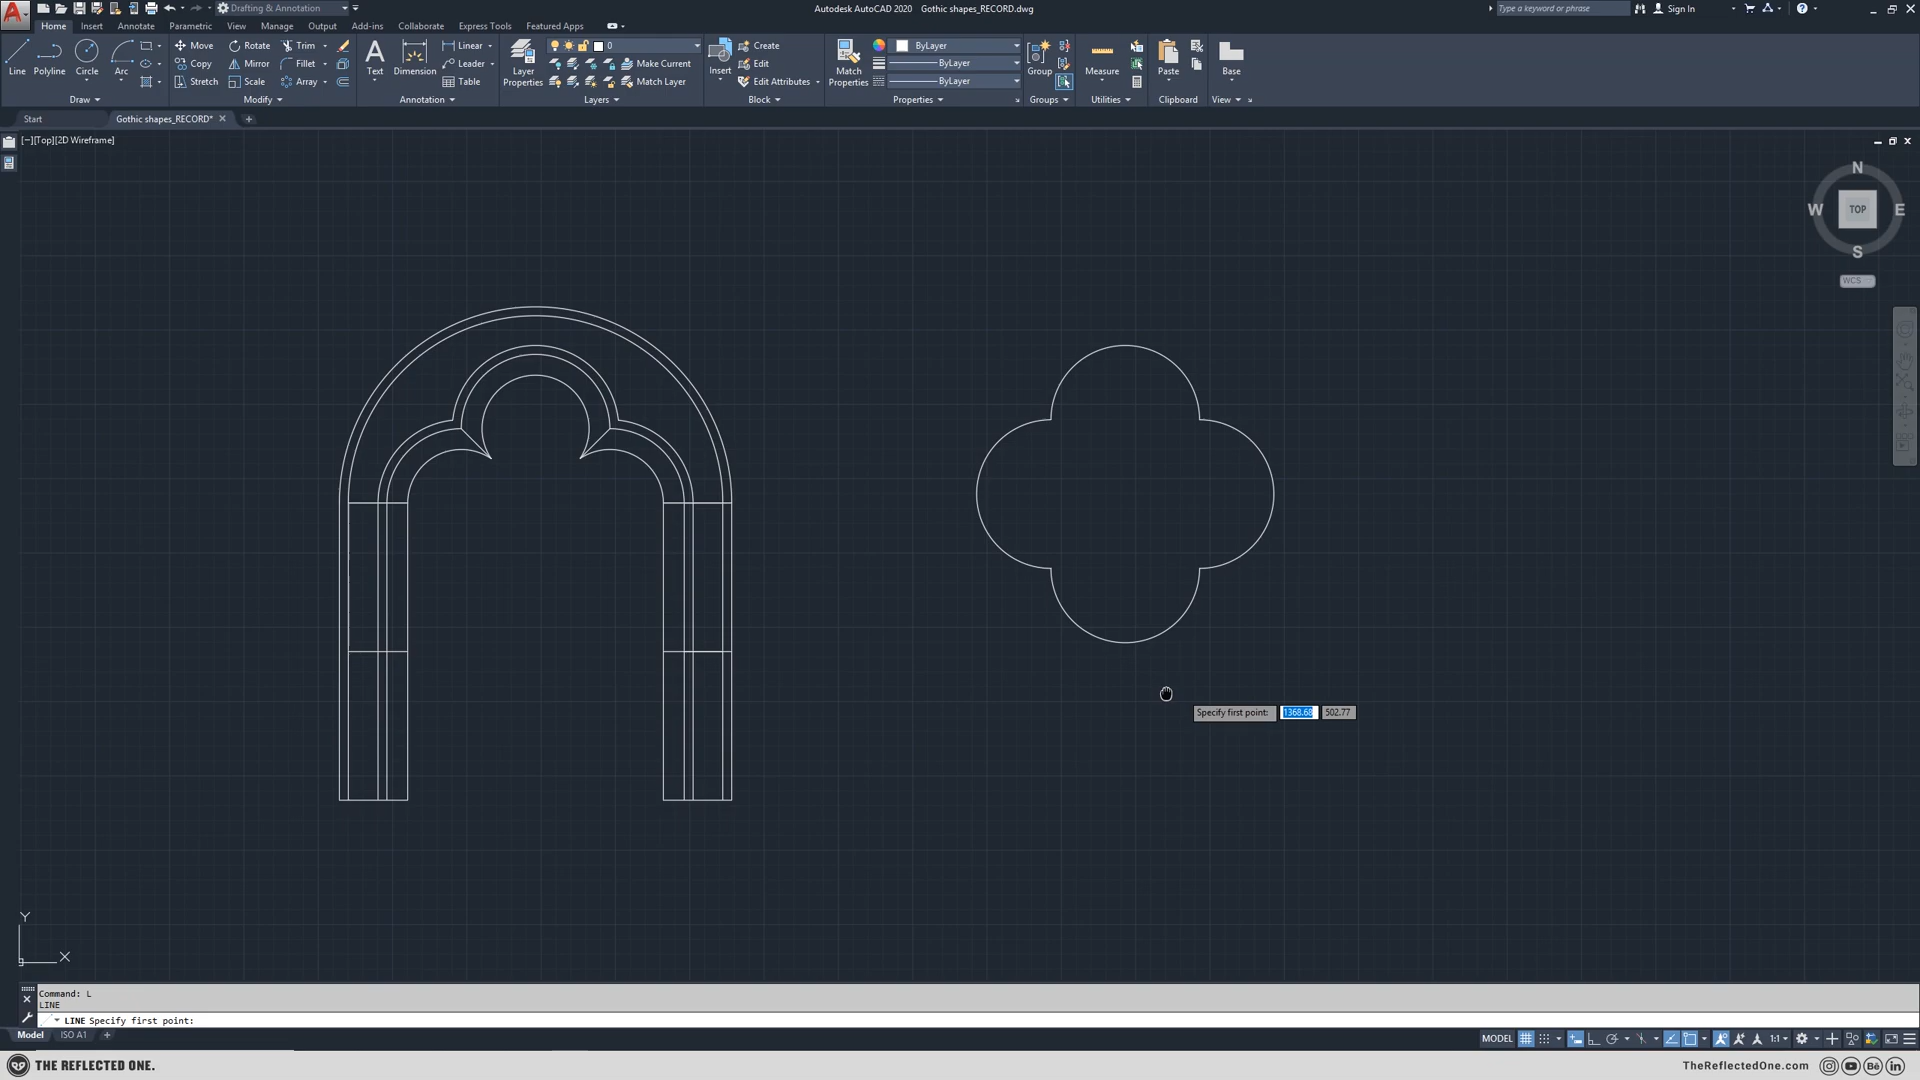 Drafting & Annotation
Autodesk AutoCAD 2020 Gothic shapes_RECORD.dwg
Type a keyword or phrase
Sign In
Home Insert Annotate Parametric View Manage Output Add-ins Collaborate Express Tools Featured Apps
Line Polyline Circle Arc
Move Rotate Trim
Copy Mirror Fillet
Stretch Scale Array
Text Dimension
Linear
Leader
Table
Layer Properties
0
Make Current
Match Layer
Insert
Create
Edit
Edit Attributes
Match Properties
ByLayer
ByLayer
ByLayer
Group Measure Paste Base
Draw Modify Annotation Layers Block Properties Groups Utilities Clipboard View
Start Gothic shapes_RECORD*
[−][Top][2D Wireframe]
N
W TOP E
S
WCS
Specify first point: 1368.68 502.77
Y
X
Command: L
LINE
LINE Specify first point:
Model ISO A1
MODEL 1:1
THE REFLECTED ONE.
TheReflectedOne.com
Bē in